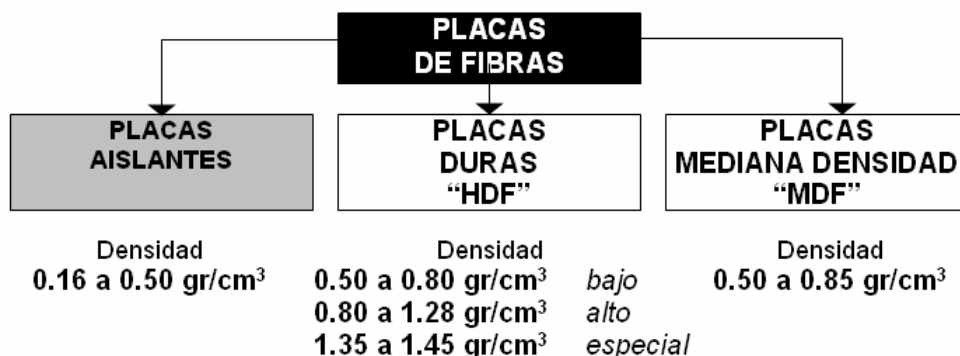 PLACAS
DE FIBRAS
PLACAS
AISLANTES
PLACAS
DURAS
“HDF”
PLACAS
MEDIANA DENSIDAD
“MDF”
Densidad
0.16 a 0.50 gr/cm³
Densidad
0.50 a 0.80 gr/cm³ bajo
0.80 a 1.28 gr/cm³ alto
1.35 a 1.45 gr/cm³ especial
Densidad
0.50 a 0.85 gr/cm³